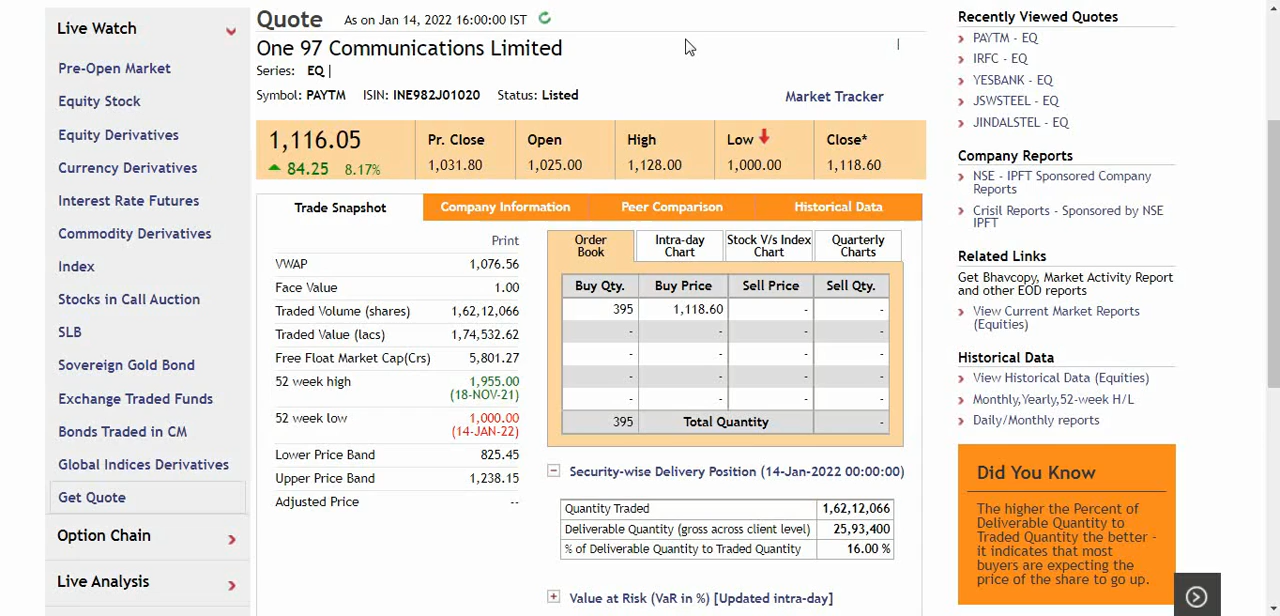 Live Watch
Pre-Open Market
Equity Stock
Equity Derivatives
Currency Derivatives
Interest Rate Futures
Commodity Derivatives
Index
Stocks in Call Auction
SLB
Sovereign Gold Bond
Exchange Traded Funds
Bonds Traded in CM
Global Indices Derivatives
Get Quote
Option Chain
Live Analysis
Quote As on Jan 14, 2022 16:00:00 IST
One 97 Communications Limited
Series: EQ |
Symbol: PAYTM ISIN: INE982J01020 Status: Listed
Market Tracker
1,116.05 Pr. Close Open High Low Close*
84.25 8.17% 1,031.80 1,025.00 1,128.00 1,000.00 1,118.60
Trade Snapshot Company Information Peer Comparison Historical Data
Print
VWAP 1,076.56
Face Value 1.00
Traded Volume (shares) 1,62,12,066
Traded Value (lacs) 1,74,532.62
Free Float Market Cap(Crs) 5,801.27
52 week high 1,955.00
(18-NOV-21)
52 week low 1,000.00
(14-JAN-22)
Lower Price Band 825.45
Upper Price Band 1,238.15
Adjusted Price --
Order Intra-day Stock V/s Index Quarterly
Book Chart Chart Charts
Buy Qty. Buy Price Sell Price Sell Qty.
395 1,118.60 - -
- - - -
- - - -
- - - -
- - - -
395 Total Quantity -
Security-wise Delivery Position (14-Jan-2022 00:00:00)
Quantity Traded 1,62,12,066
Deliverable Quantity (gross across client level) 25,93,400
% of Deliverable Quantity to Traded Quantity 16.00 %
Value at Risk (VaR in %) [Updated intra-day]
Recently Viewed Quotes
PAYTM - EQ
IRFC - EQ
YESBANK - EQ
JSWSTEEL - EQ
JINDALSTEL - EQ
Company Reports
NSE - IPFT Sponsored Company
Reports
Crisil Reports - Sponsored by NSE
IPFT
Related Links
Get Bhavcopy, Market Activity Report
and other EOD reports
View Current Market Reports
(Equities)
Historical Data
View Historical Data (Equities)
Monthly,Yearly,52-week H/L
Daily/Monthly reports
Did You Know
The higher the Percent of
Deliverable Quantity to
Traded Quantity the better -
it indicates that most
buyers are expecting the
price of the share to go up.